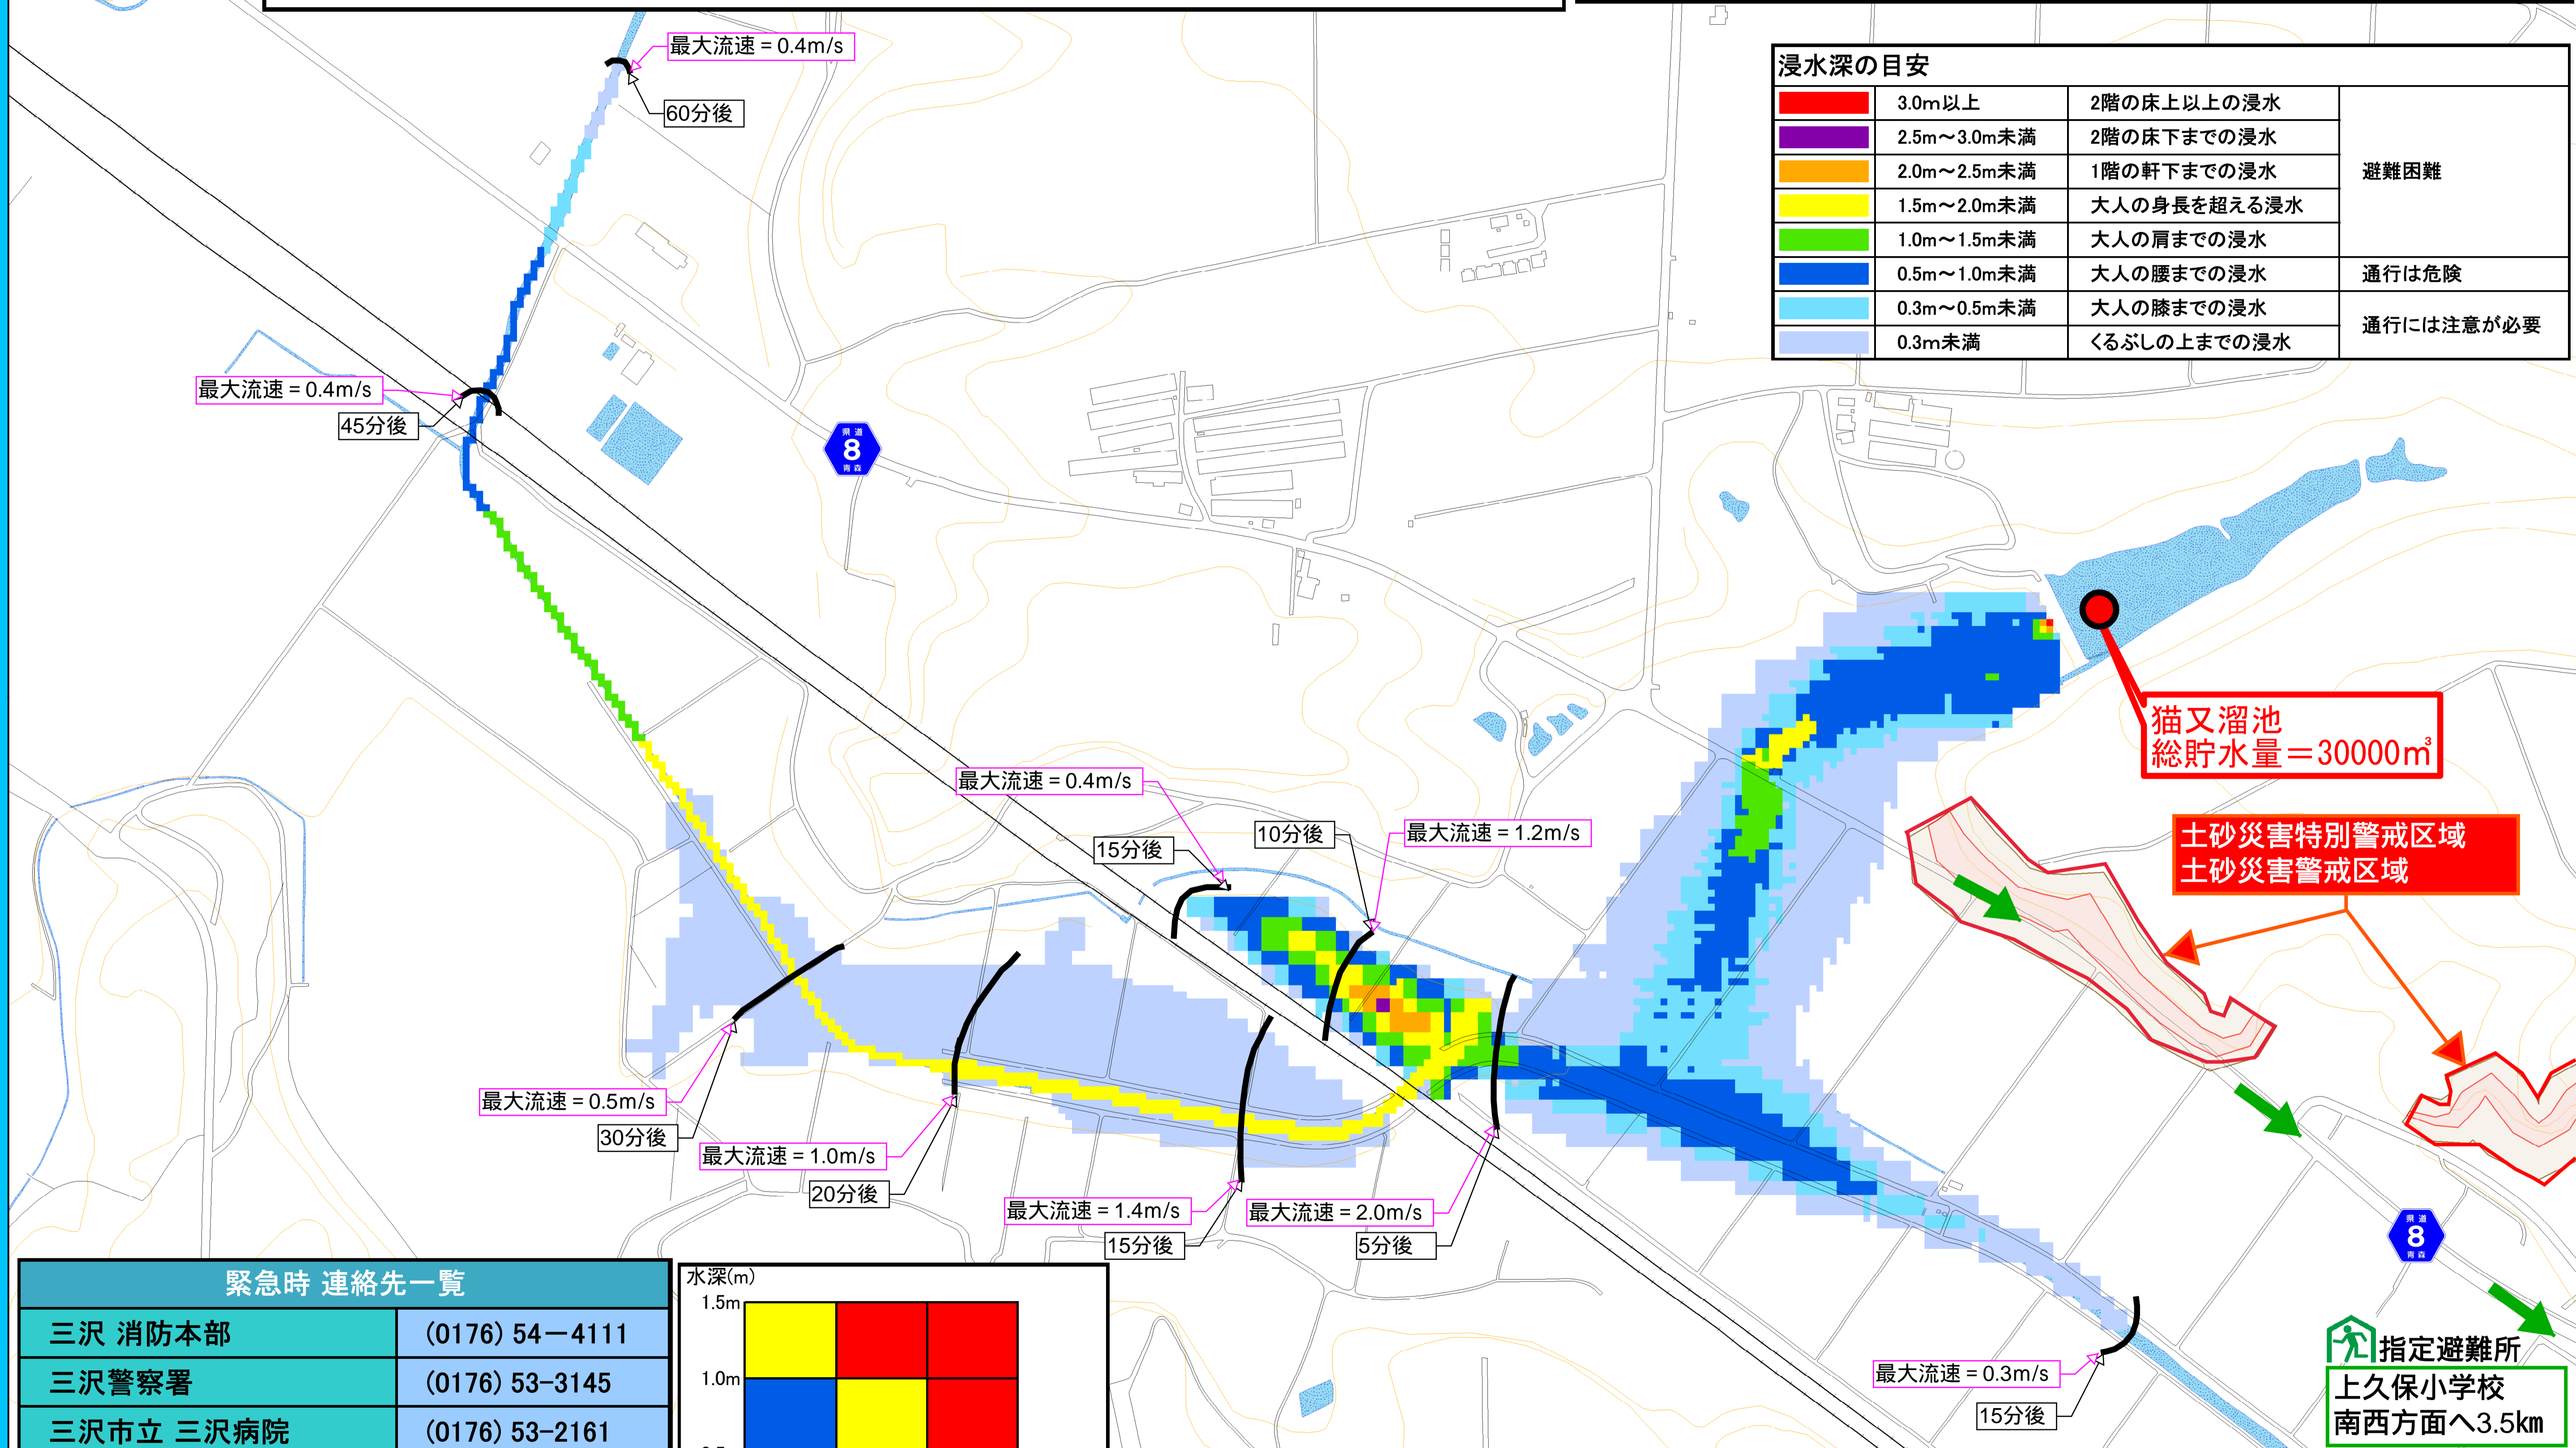 最大流速=0.4m/s
60分後
浸水深の目安
3.0m以上 2階の床上以上の浸水
2.5m～3.0m未満 2階の床下までの浸水
2.0m～2.5m未満 1階の軒下までの浸水
避難困難
1.5m～2.0m未満 大人の身長を超える浸水
1.0m～1.5m未満 大人の肩までの浸水
0.5m～1.0m未満 大人の腰までの浸水 通行は危険
0.3m～0.5m未満 大人の膝までの浸水
通行には注意が必要
0.3m未満 くるぶしの上までの浸水
最大流速=0.4m/s
45分後
県道
8
青森
猫又溜池
総貯水量＝30000㎥
最大流速=0.4m/s
15分後
10分後
最大流速=1.2m/s
土砂災害特別警戒区域
土砂災害警戒区域
最大流速=0.5m/s
30分後
最大流速=1.0m/s
20分後
最大流速=1.4m/s
15分後
最大流速=2.0m/s
5分後
県道
8
青森
最大流速=0.3m/s
15分後
指定避難所
上久保小学校
南西方面へ3.5㎞
緊急時 連絡先一覧
三沢 消防本部 (0176) 54－4111
三沢警察署 (0176) 53-3145
三沢市立 三沢病院 (0176) 53-2161
水深(m)
1.5m
1.0m